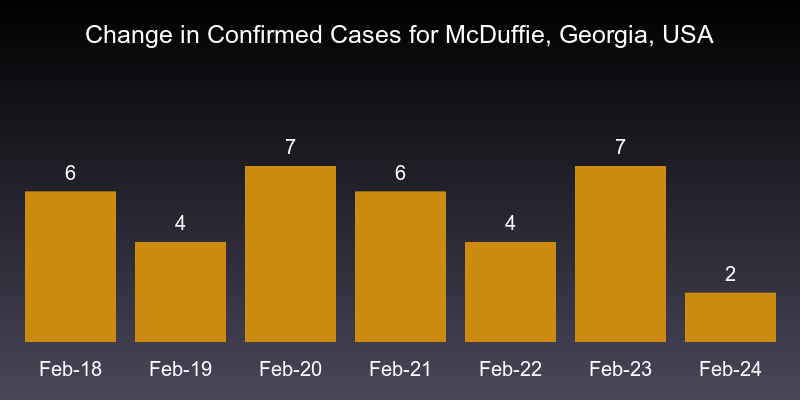 Change in Confirmed Cases for McDuffie, Georgia, USA
7 7
6 6
4 4
2
Feb-18 Feb-19 Feb-20 Feb-21 Feb-22 Feb-23 Feb-24